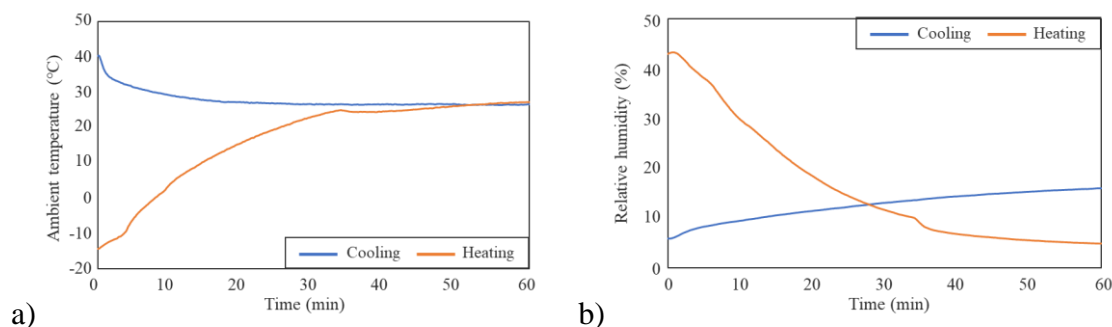 50
40
30
20
10
0
-10
-20
Ambient temperature (℃)
Cooling Heating
0 10 20 30 40 50 60
Time (min)
a)
50
40
30
20
10
0
Relative humidity (%)
Cooling Heating
0 10 20 30 40 50 60
Time (min)
b)